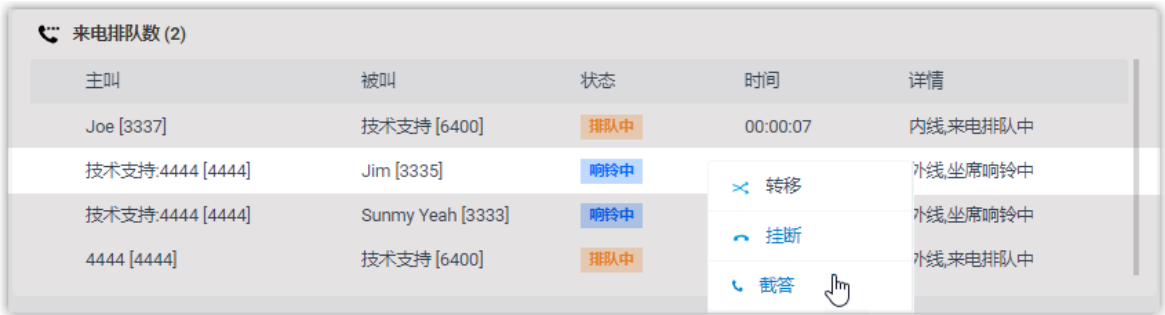 来电排队数 (2)
主叫 被叫 状态 时间 详情
Joe [3337] 技术支持 [6400] 排队中 00:00:07 内线,来电排队中
技术支持:4444 [4444] Jim [3335] 响铃中 外线,坐席响铃中
转移
技术支持:4444 [4444] Sunmy Yeah [3333] 响铃中 外线,坐席响铃中
挂断
4444 [4444] 技术支持 [6400] 排队中 外线,来电排队中
截答